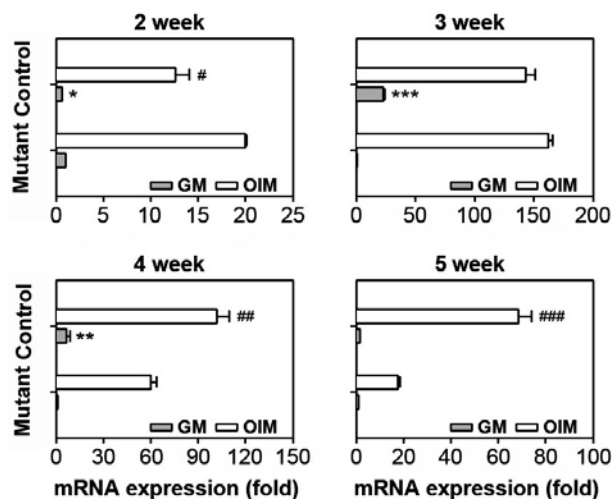 2 week
3 week
Mutant Control
#
*
***
GM OIM
GM OIM
0 5 10 15 20 25
0 50 100 150 200
4 week
5 week
Mutant Control
##
###
**
GM OIM
GM OIM
0 30 60 90 120 150
0 20 40 60 80 100
mRNA expression (fold)
mRNA expression (fold)